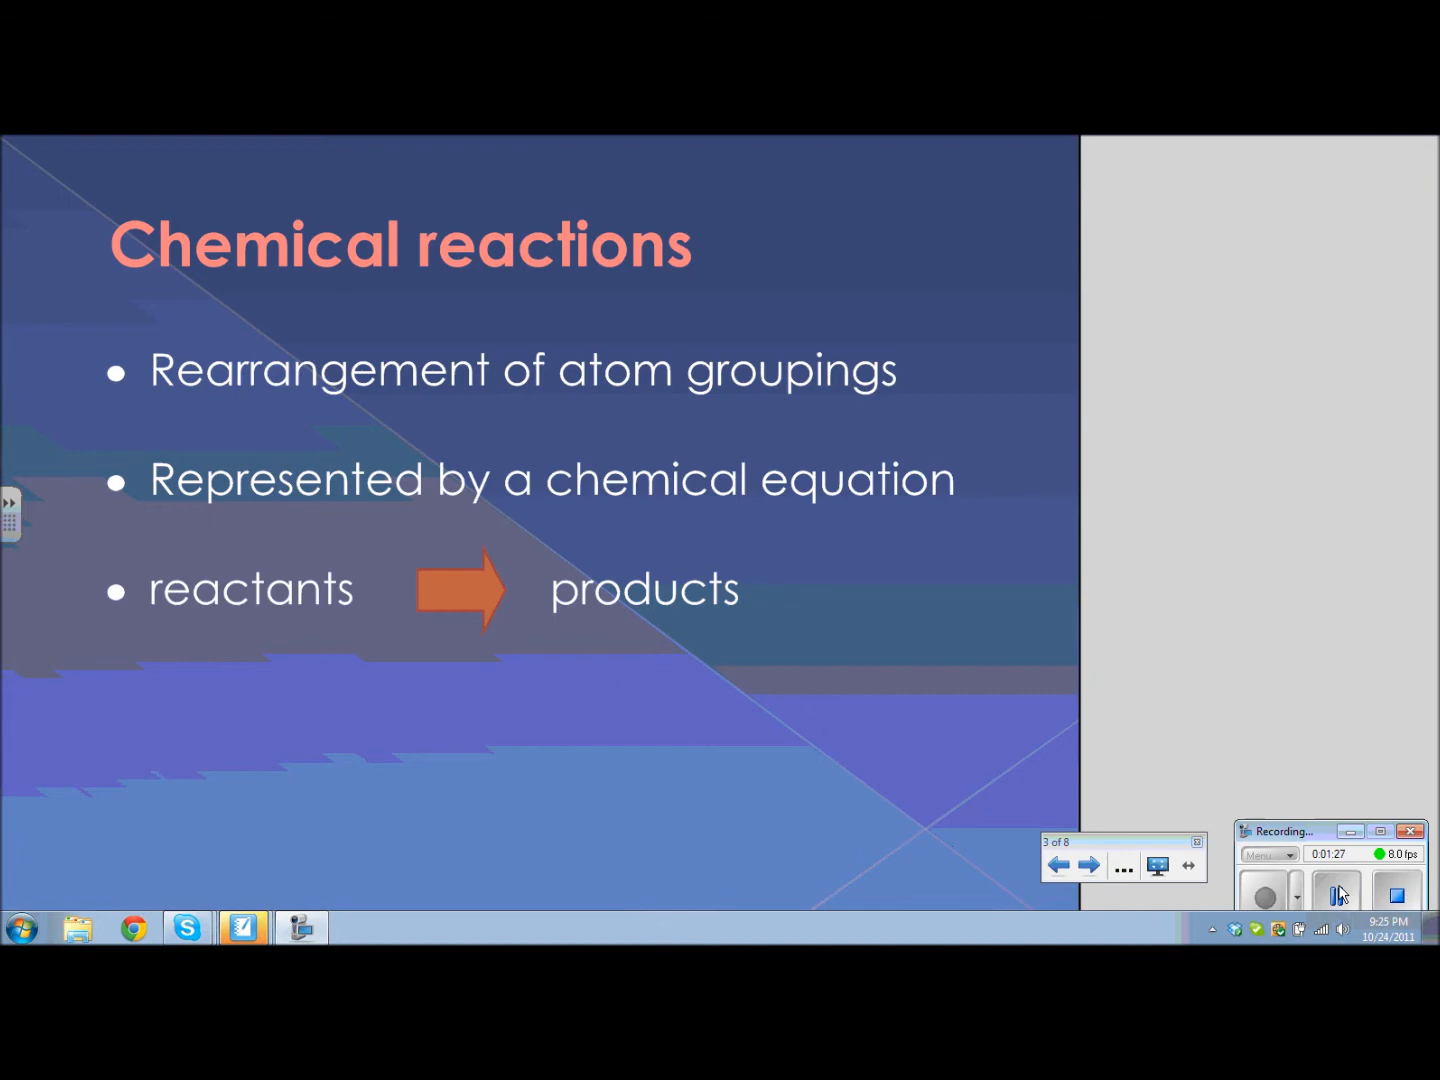 Chemical reactions
• Rearrangement of atom groupings
• Represented by a chemical equation
• reactants products
3 of 8
...
Recording...
Menu
0:01:27
8.0 fps
9:25 PM
10/24/2011